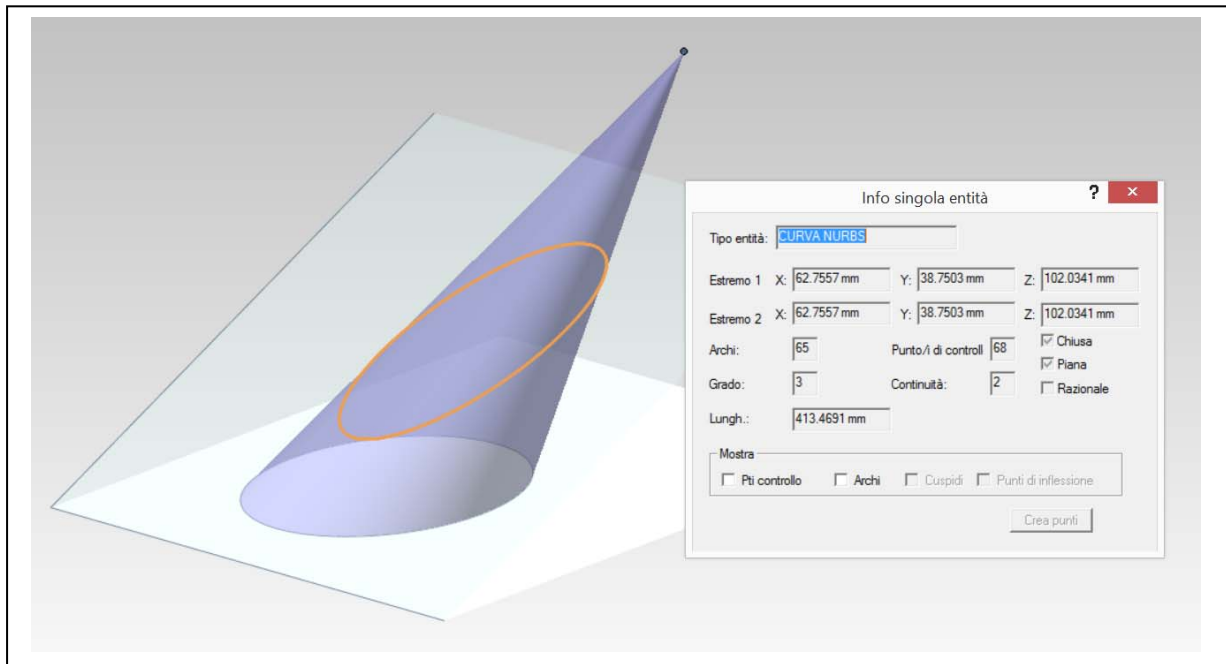 Info singola entità ? ×
Tipo entità: CURVA NURBS
Estremo 1 X: 62.7557 mm Y: 38.7503 mm Z: 102.0341 mm
Estremo 2 X: 62.7557 mm Y: 38.7503 mm Z: 102.0341 mm
Archi: 65 Punto/i di controll 68 Chiusa
Piana
Grado: 3 Continuità: 2 Razionale
Lungh.: 413.4691 mm
Mostra
Pti controllo Archi Cuspidi Punti di inflessione
Crea punti